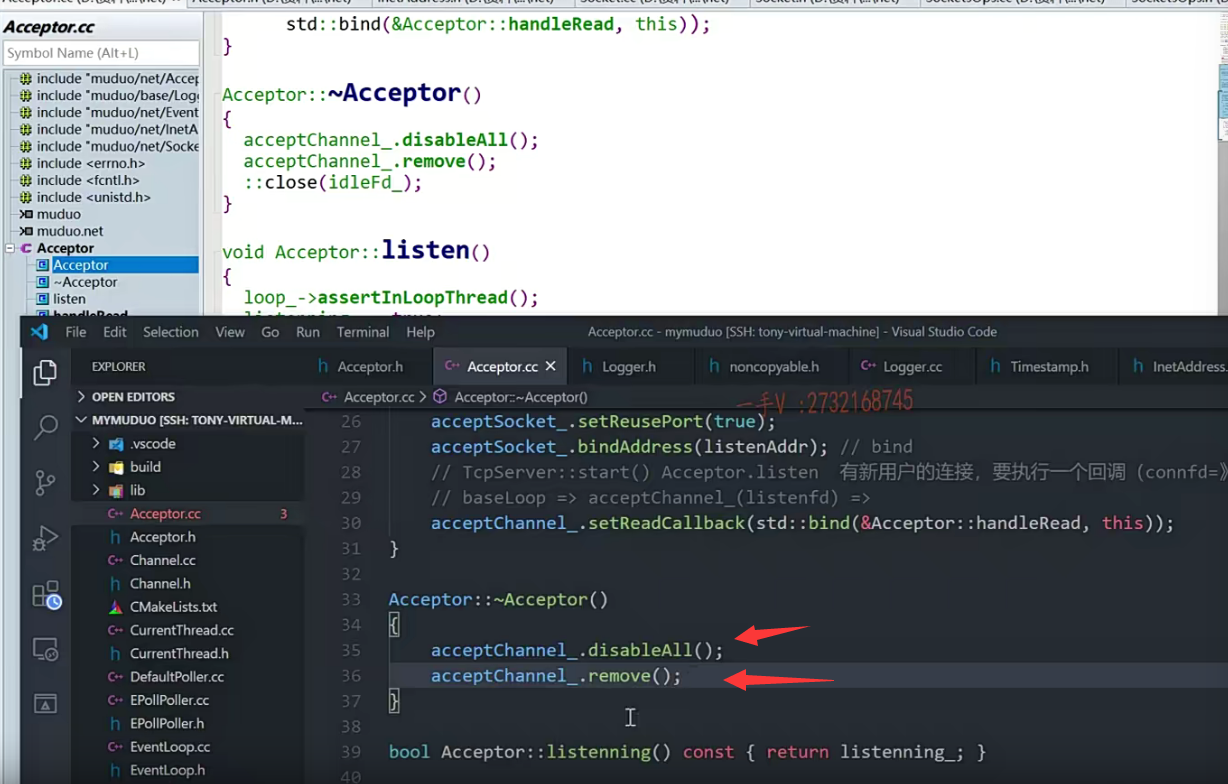 Acceptor.cc
Symbol Name (Alt+L)
include "muduo/net/Accep
include "muduo/base/Logg
include "muduo/net/Event
include "muduo/net/InetA
include "muduo/net/Socke
include <errno.h>
include <fcntl.h>
include <unistd.h>
muduo
muduo.net
Acceptor
Acceptor
~Acceptor
listen
handleRead
std::bind(&Acceptor::handleRead, this));
}
Acceptor::~Acceptor()
{
acceptChannel_.disableAll();
acceptChannel_.remove();
::close(idleFd_);
}
void Acceptor::listen()
{
loop_->assertInLoopThread();
File Edit Selection View Go Run Terminal Help
Acceptor.cc - mymuduo [SSH: tony-virtual-machine] - Visual Studio Code
EXPLORER
OPEN EDITORS
MYMUDUO [SSH: TONY-VIRTUAL-M...
.vscode
build
lib
Acceptor.cc 3
Acceptor.h
Channel.cc
Channel.h
CMakeLists.txt
CurrentThread.cc
CurrentThread.h
DefaultPoller.cc
EPollPoller.cc
EPollPoller.h
EventLoop.cc
EventLoop.h
Acceptor.h Acceptor.cc Logger.h noncopyable.h Logger.cc Timestamp.h InetAddress.
Acceptor.cc > Acceptor::~Acceptor()
一手V :2732168745
26 acceptSocket_.setReusePort(true);
27 acceptSocket_.bindAddress(listenAddr); // bind
28 // TcpServer::start() Acceptor.listen 有新用户的连接，要执行一个回调（connfd=》
29 // baseLoop => acceptChannel_(listenfd) =>
30 acceptChannel_.setReadCallback(std::bind(&Acceptor::handleRead, this));
31 }
32
33 Acceptor::~Acceptor()
34 {
35 acceptChannel_.disableAll();
36 acceptChannel_.remove();
37 }
38
39 bool Acceptor::listenning() const { return listenning_; }
40